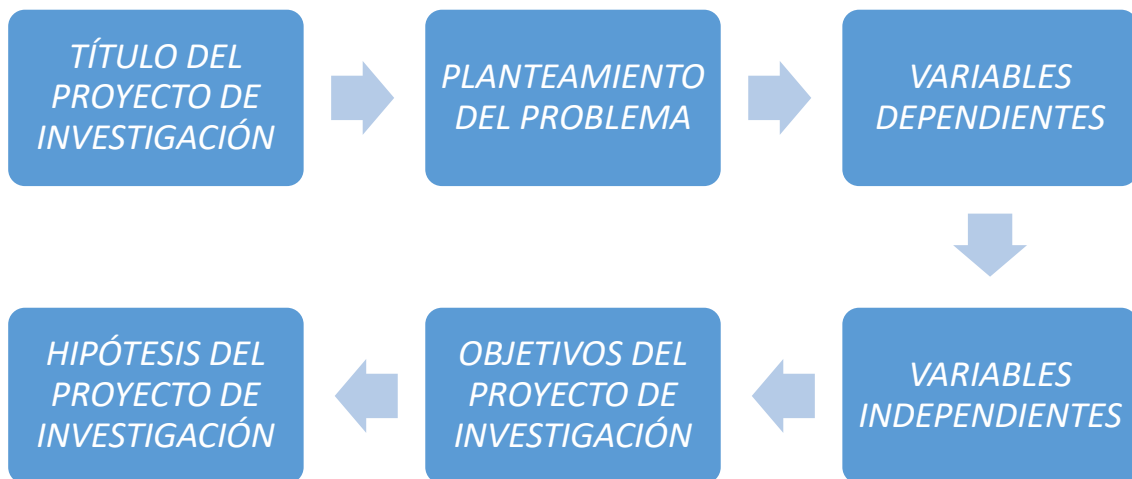 TÍTULO DEL
PROYECTO DE
INVESTIGACIÓN
PLANTEAMIENTO
DEL PROBLEMA
VARIABLES
DEPENDIENTES
VARIABLES
INDEPENDIENTES
OBJETIVOS DEL
PROYECTO DE
INVESTIGACIÓN
HIPÓTESIS DEL
PROYECTO DE
INVESTIGACIÓN